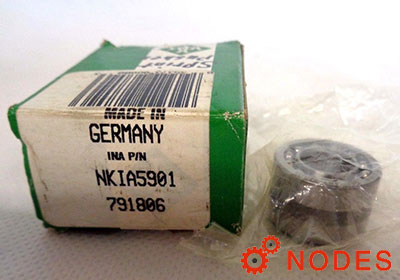 MADE IN
GERMANY
INA P/N
NKIA5901
791806
NODES